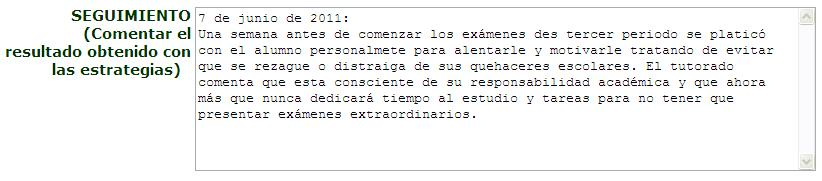 SEGUIMIENTO
(Comentar el
resultado obtenido con
las estrategias)
7 de junio de 2011:
Una semana antes de comenzar los exámenes des tercer periodo se platicó
con el alumno personalmete para alentarle y motivarle tratando de evitar
que se rezague o distraiga de sus quehaceres escolares. El tutorado
comenta que esta consciente de su responsabilidad académica y que ahora
más que nunca dedicará tiempo al estudio y tareas para no tener que
presentar exámenes extraordinarios.